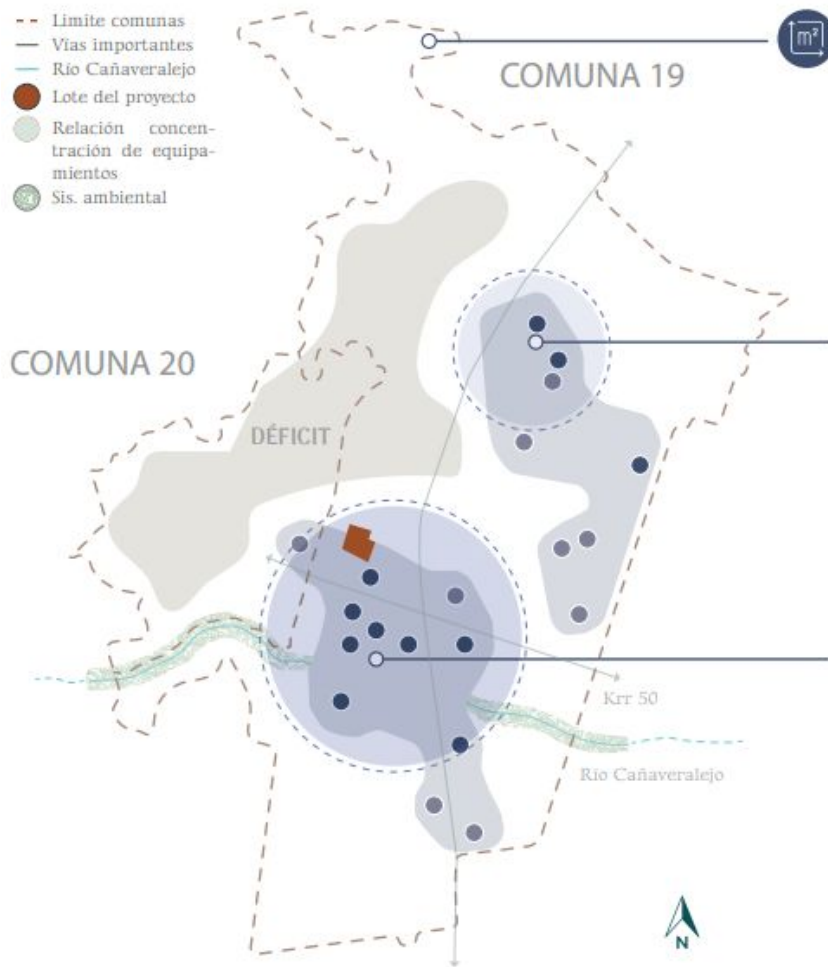 Limite comunas
Vías importantes
Río Cañaveralejo
Lote del proyecto
Relación concen-
tración de equipa-
mientos
Sis. ambiental
m²
COMUNA 19
COMUNA 20
DÉFICIT
Krr 50
Río Cañaveralejo
N